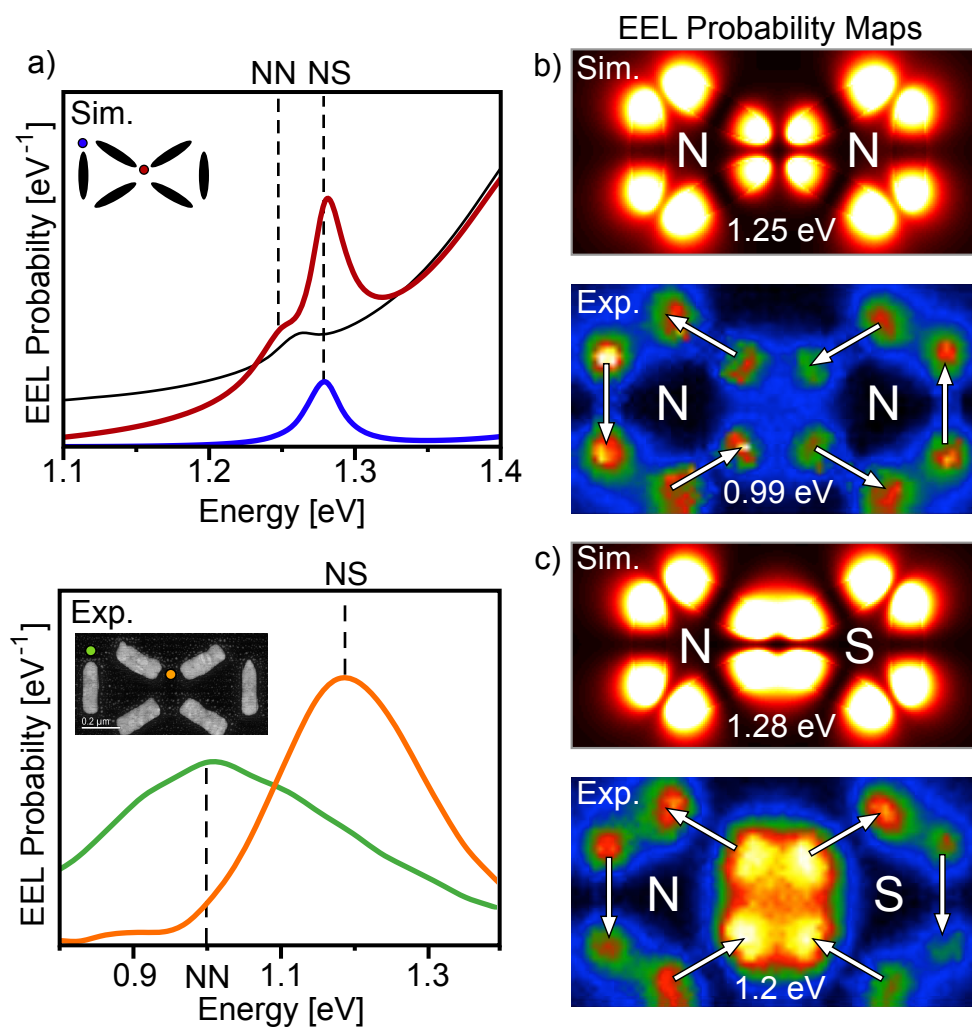 EEL Probability Maps
a)
NN NS
Sim.
EEL Probabilty [eV⁻¹]
1.1 1.2 1.3 1.4
Energy [eV]
NS
Exp.
0.2 µm
EEL Probabilty [eV⁻¹]
0.9 1.1 1.3
NN
Energy [eV]
b)
Sim.
N N
1.25 eV
Exp.
N N
0.99 eV
c)
Sim.
N S
1.28 eV
Exp.
N S
1.2 eV